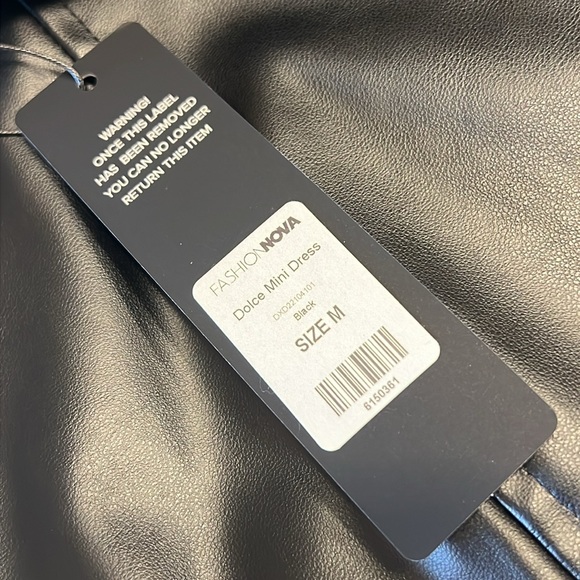 WARNING!
ONCE THIS LABEL
HAS BEEN REMOVED
YOU CAN NO LONGER
RETURN THIS ITEM
FASHIONNOVA
Dolce Mini Dress
DXD22104101
Black
SIZE M
6150361